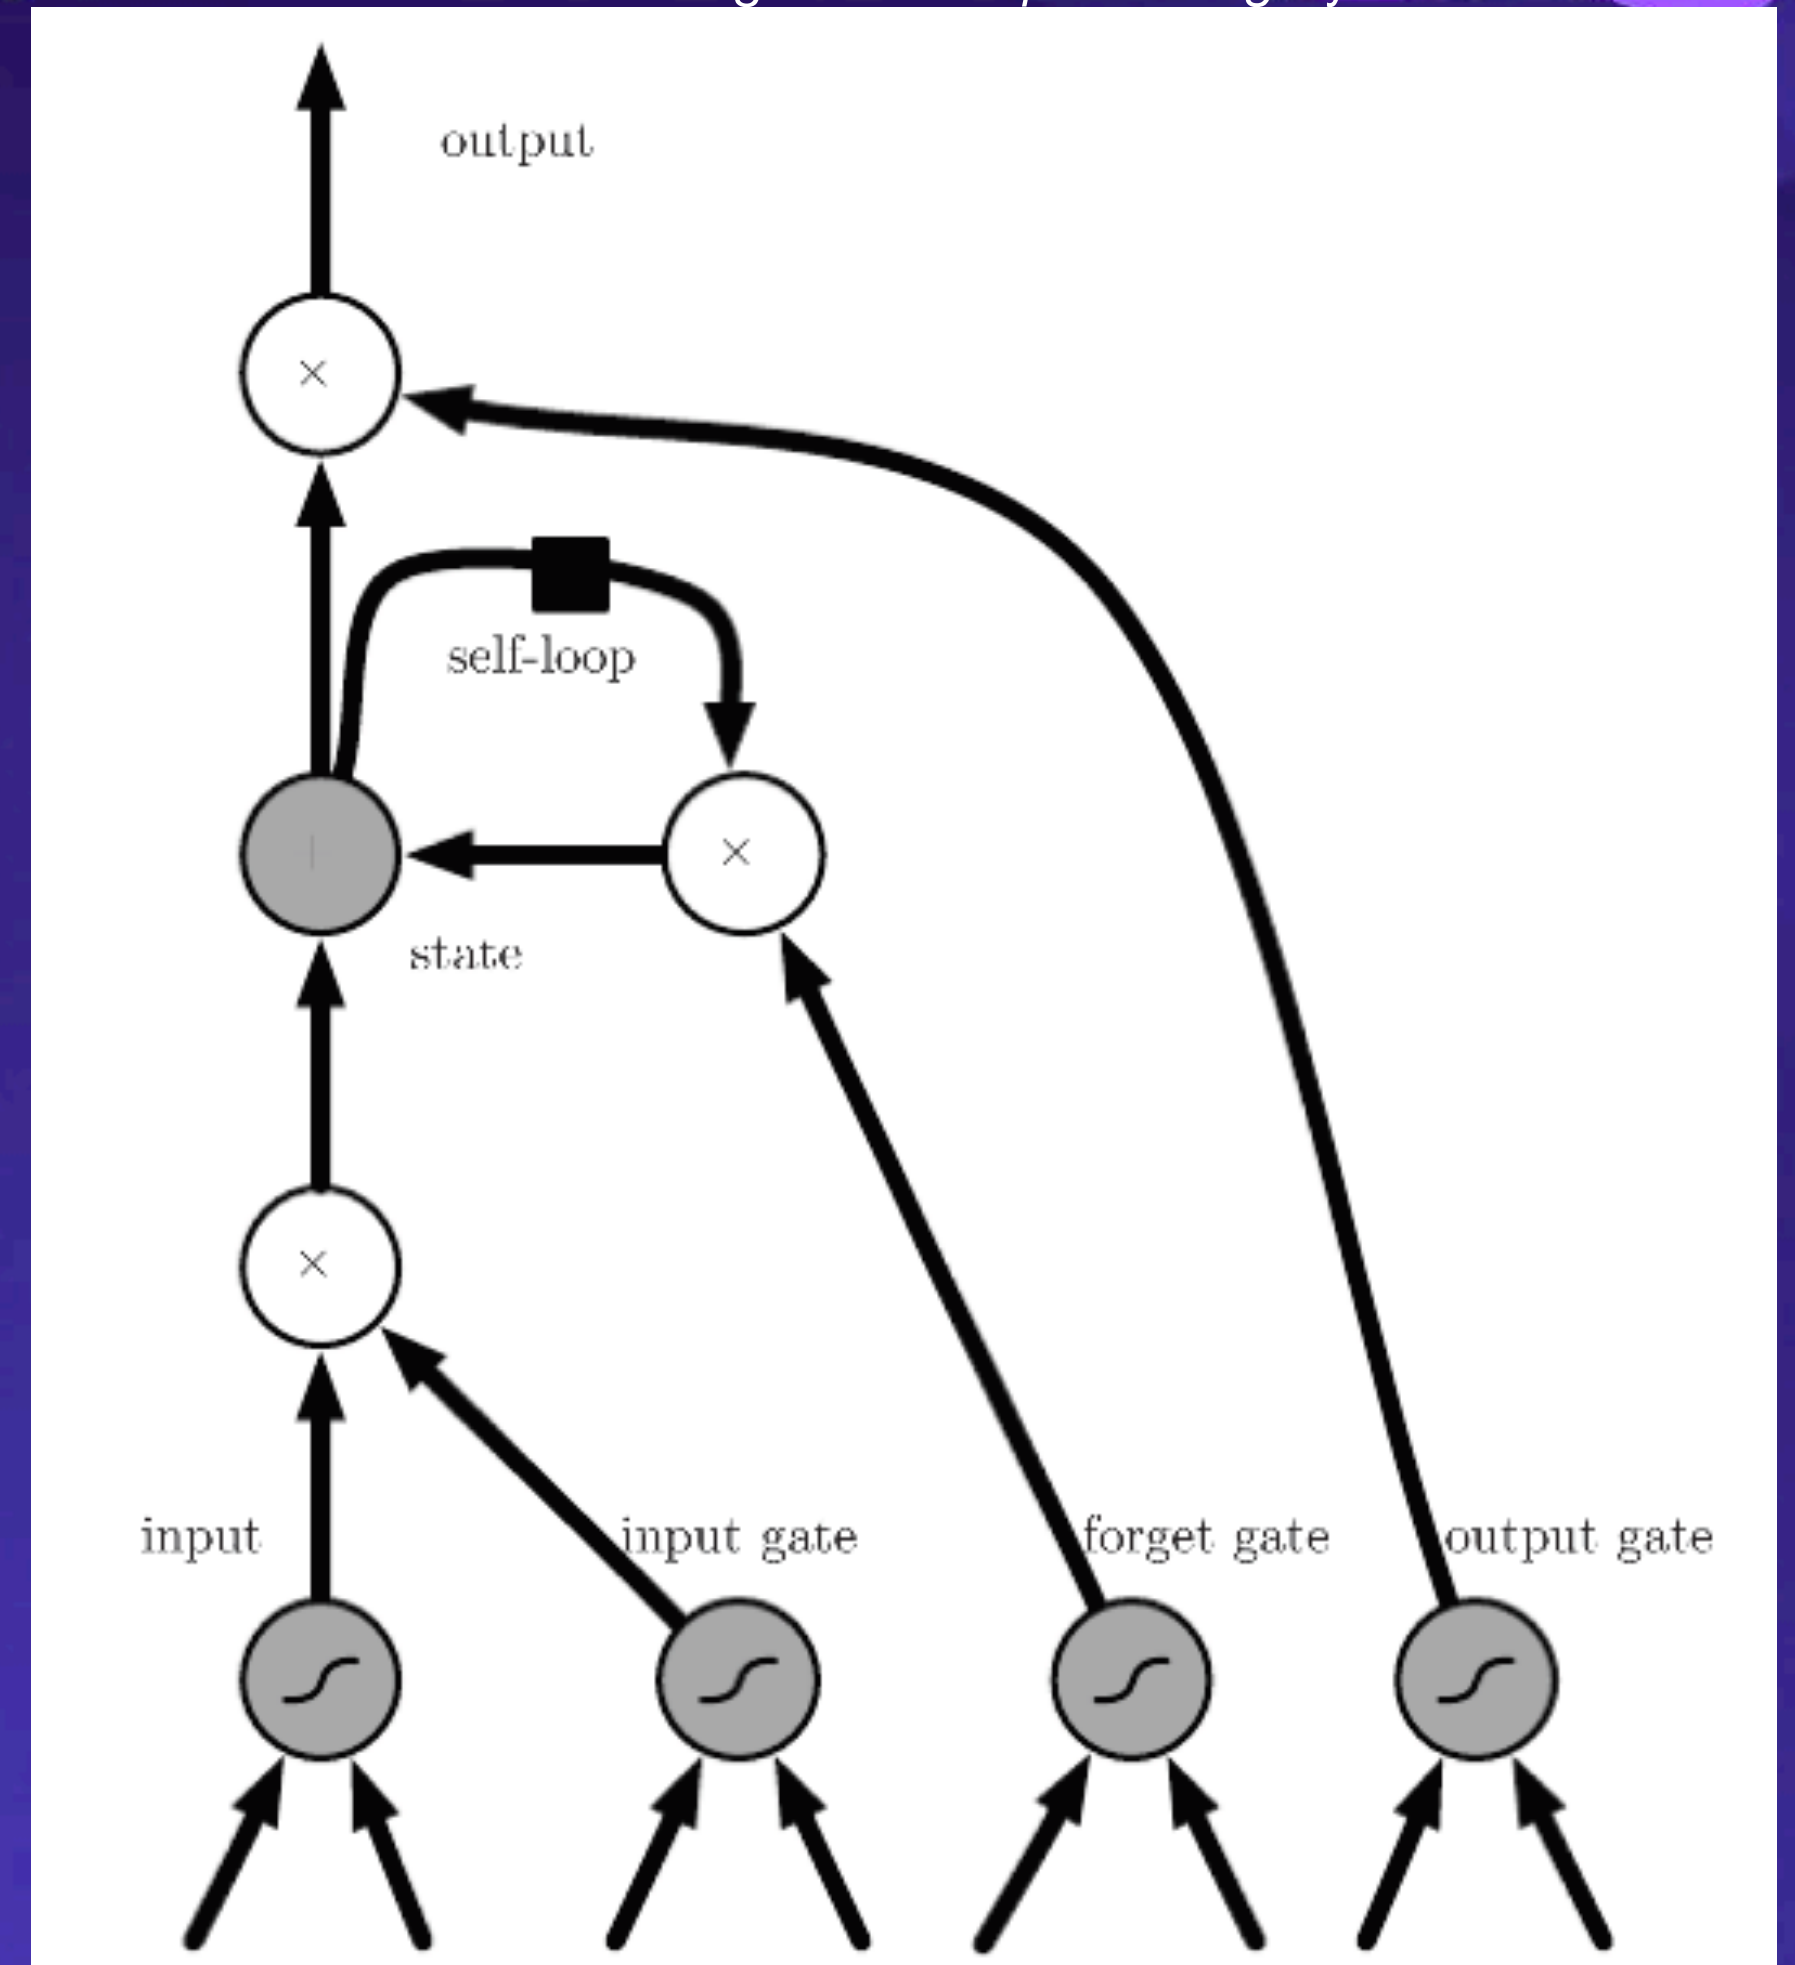 output
×
self-loop
×
state
×
input
input gate
forget gate
output gate